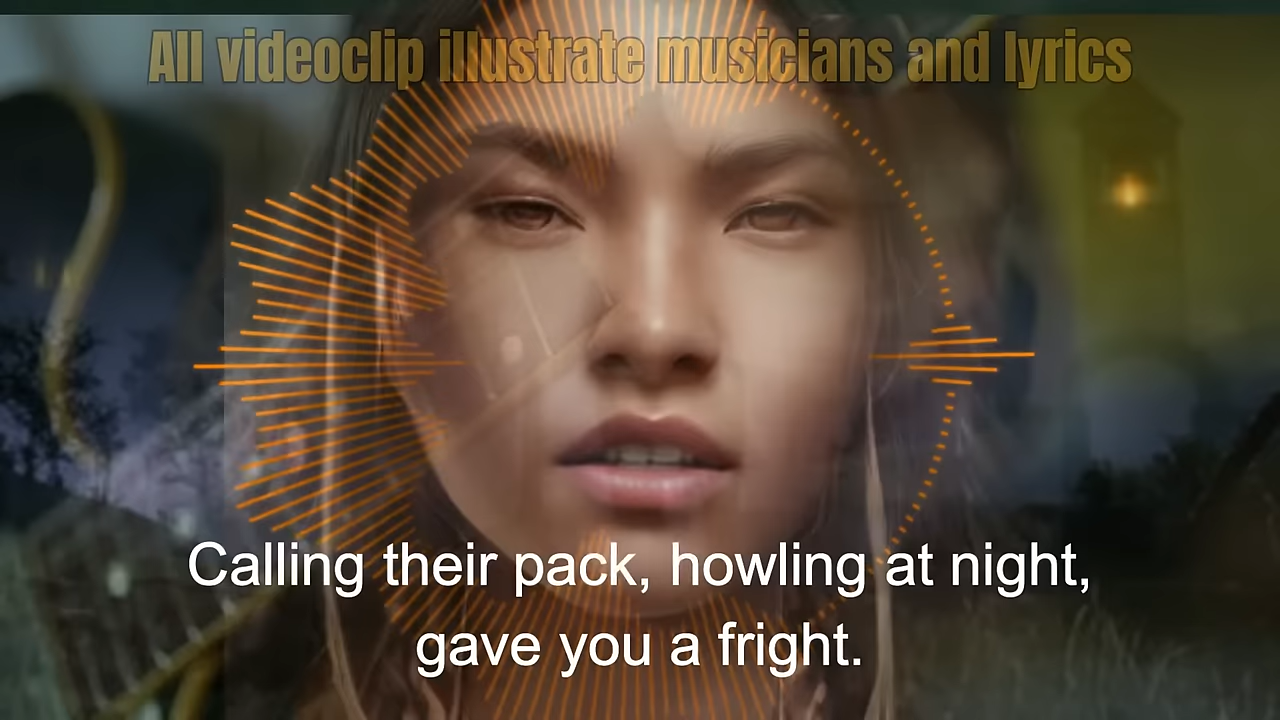 All videoclip illustrate musicians and lyrics
Calling their pack, howling at night,
gave you a fright.